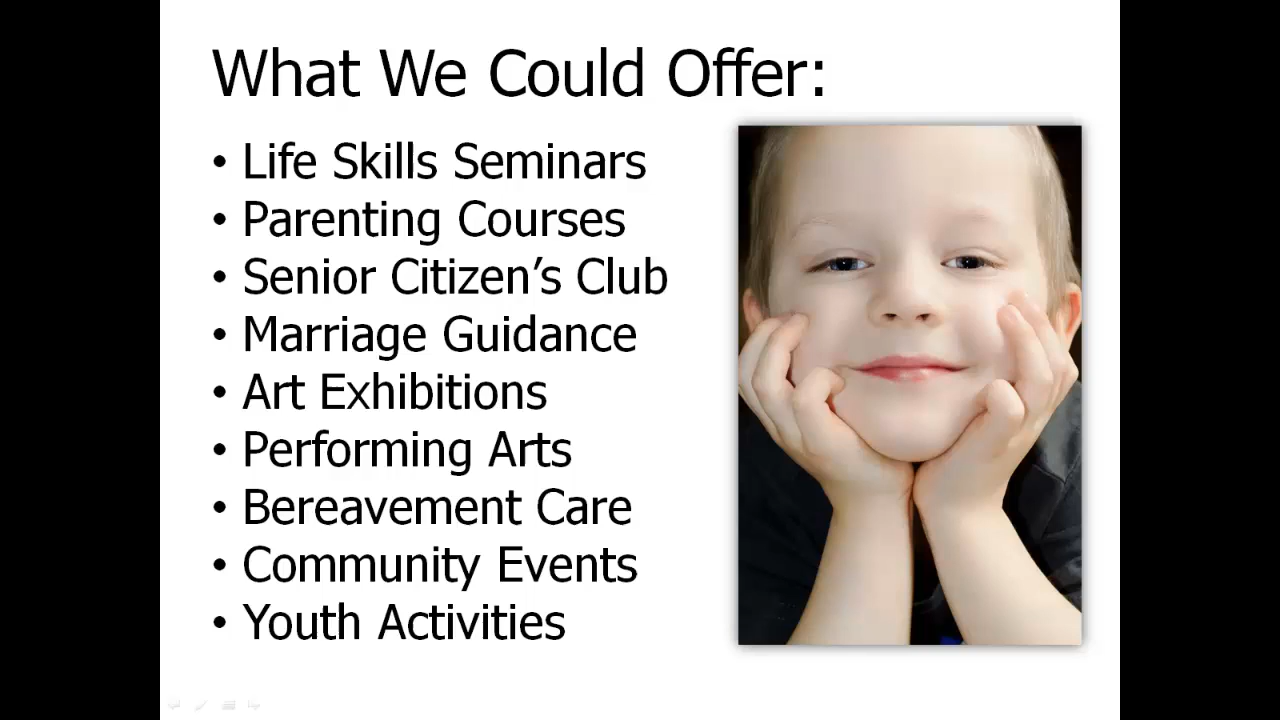 What We Could Offer:
• Life Skills Seminars
• Parenting Courses
• Senior Citizen’s Club
• Marriage Guidance
• Art Exhibitions
• Performing Arts
• Bereavement Care
• Community Events
• Youth Activities